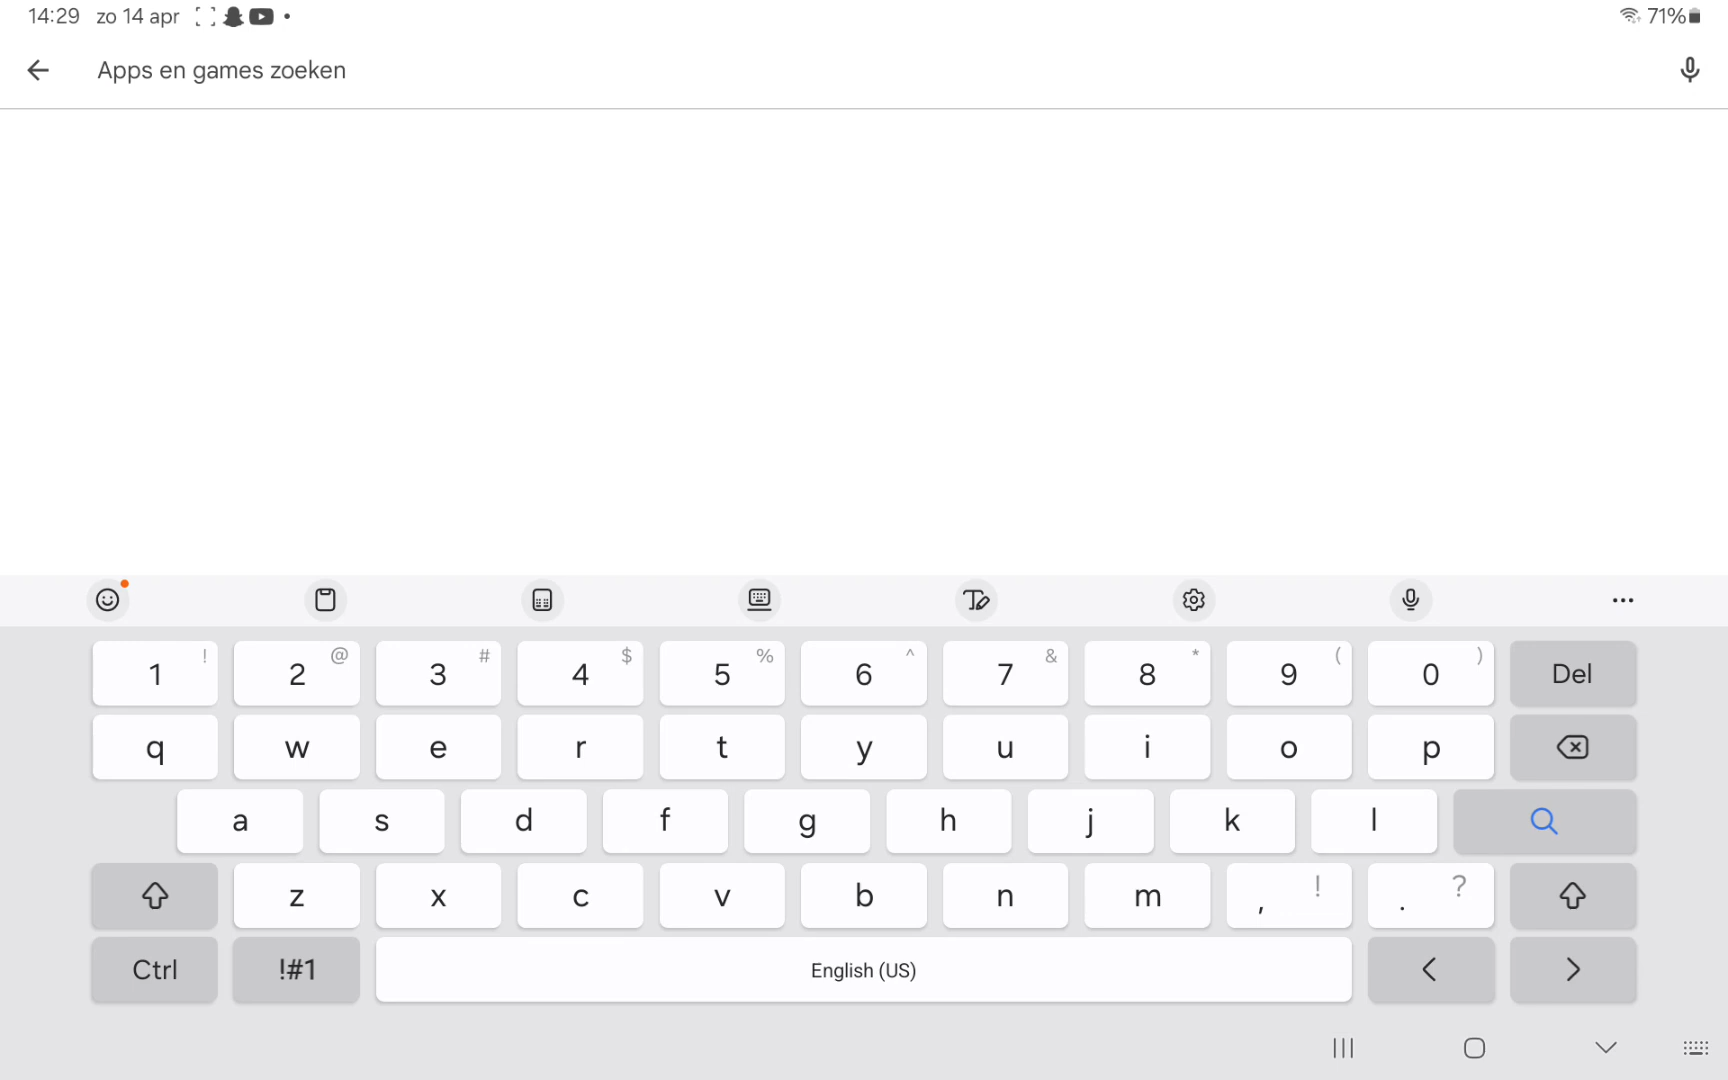 14:29 zo 14 apr 71%
Apps en games zoeken
1 ! 2 @ 3 # 4 $ 5 % 6 ^ 7 & 8 * 9 ( 0 ) Del
q w e r t y u i o p
a s d f g h j k l
z x c v b n m , ! . ?
Ctrl !#1 English (US) < >